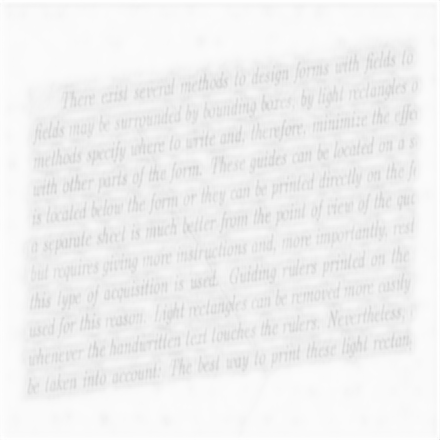 There exist several methods to design forms with fields to
fields may be surrounded by bounding boxes, by light rectangles o
methods specify where to write and, therefore, minimize the effec
with other parts of the form. These guides can be located on a s
is located below the form or they can be printed directly on the f
a separate sheet is much better from the point of view of the qua
but requires giving more instructions and, more importantly, rest
this type of acquisition is used. Guiding rulers printed on the
used for this reason. Light rectangles can be removed more easily
whenever the handwritten text touches the rulers. Nevertheless,
be taken into account: The best way to print these light rectan